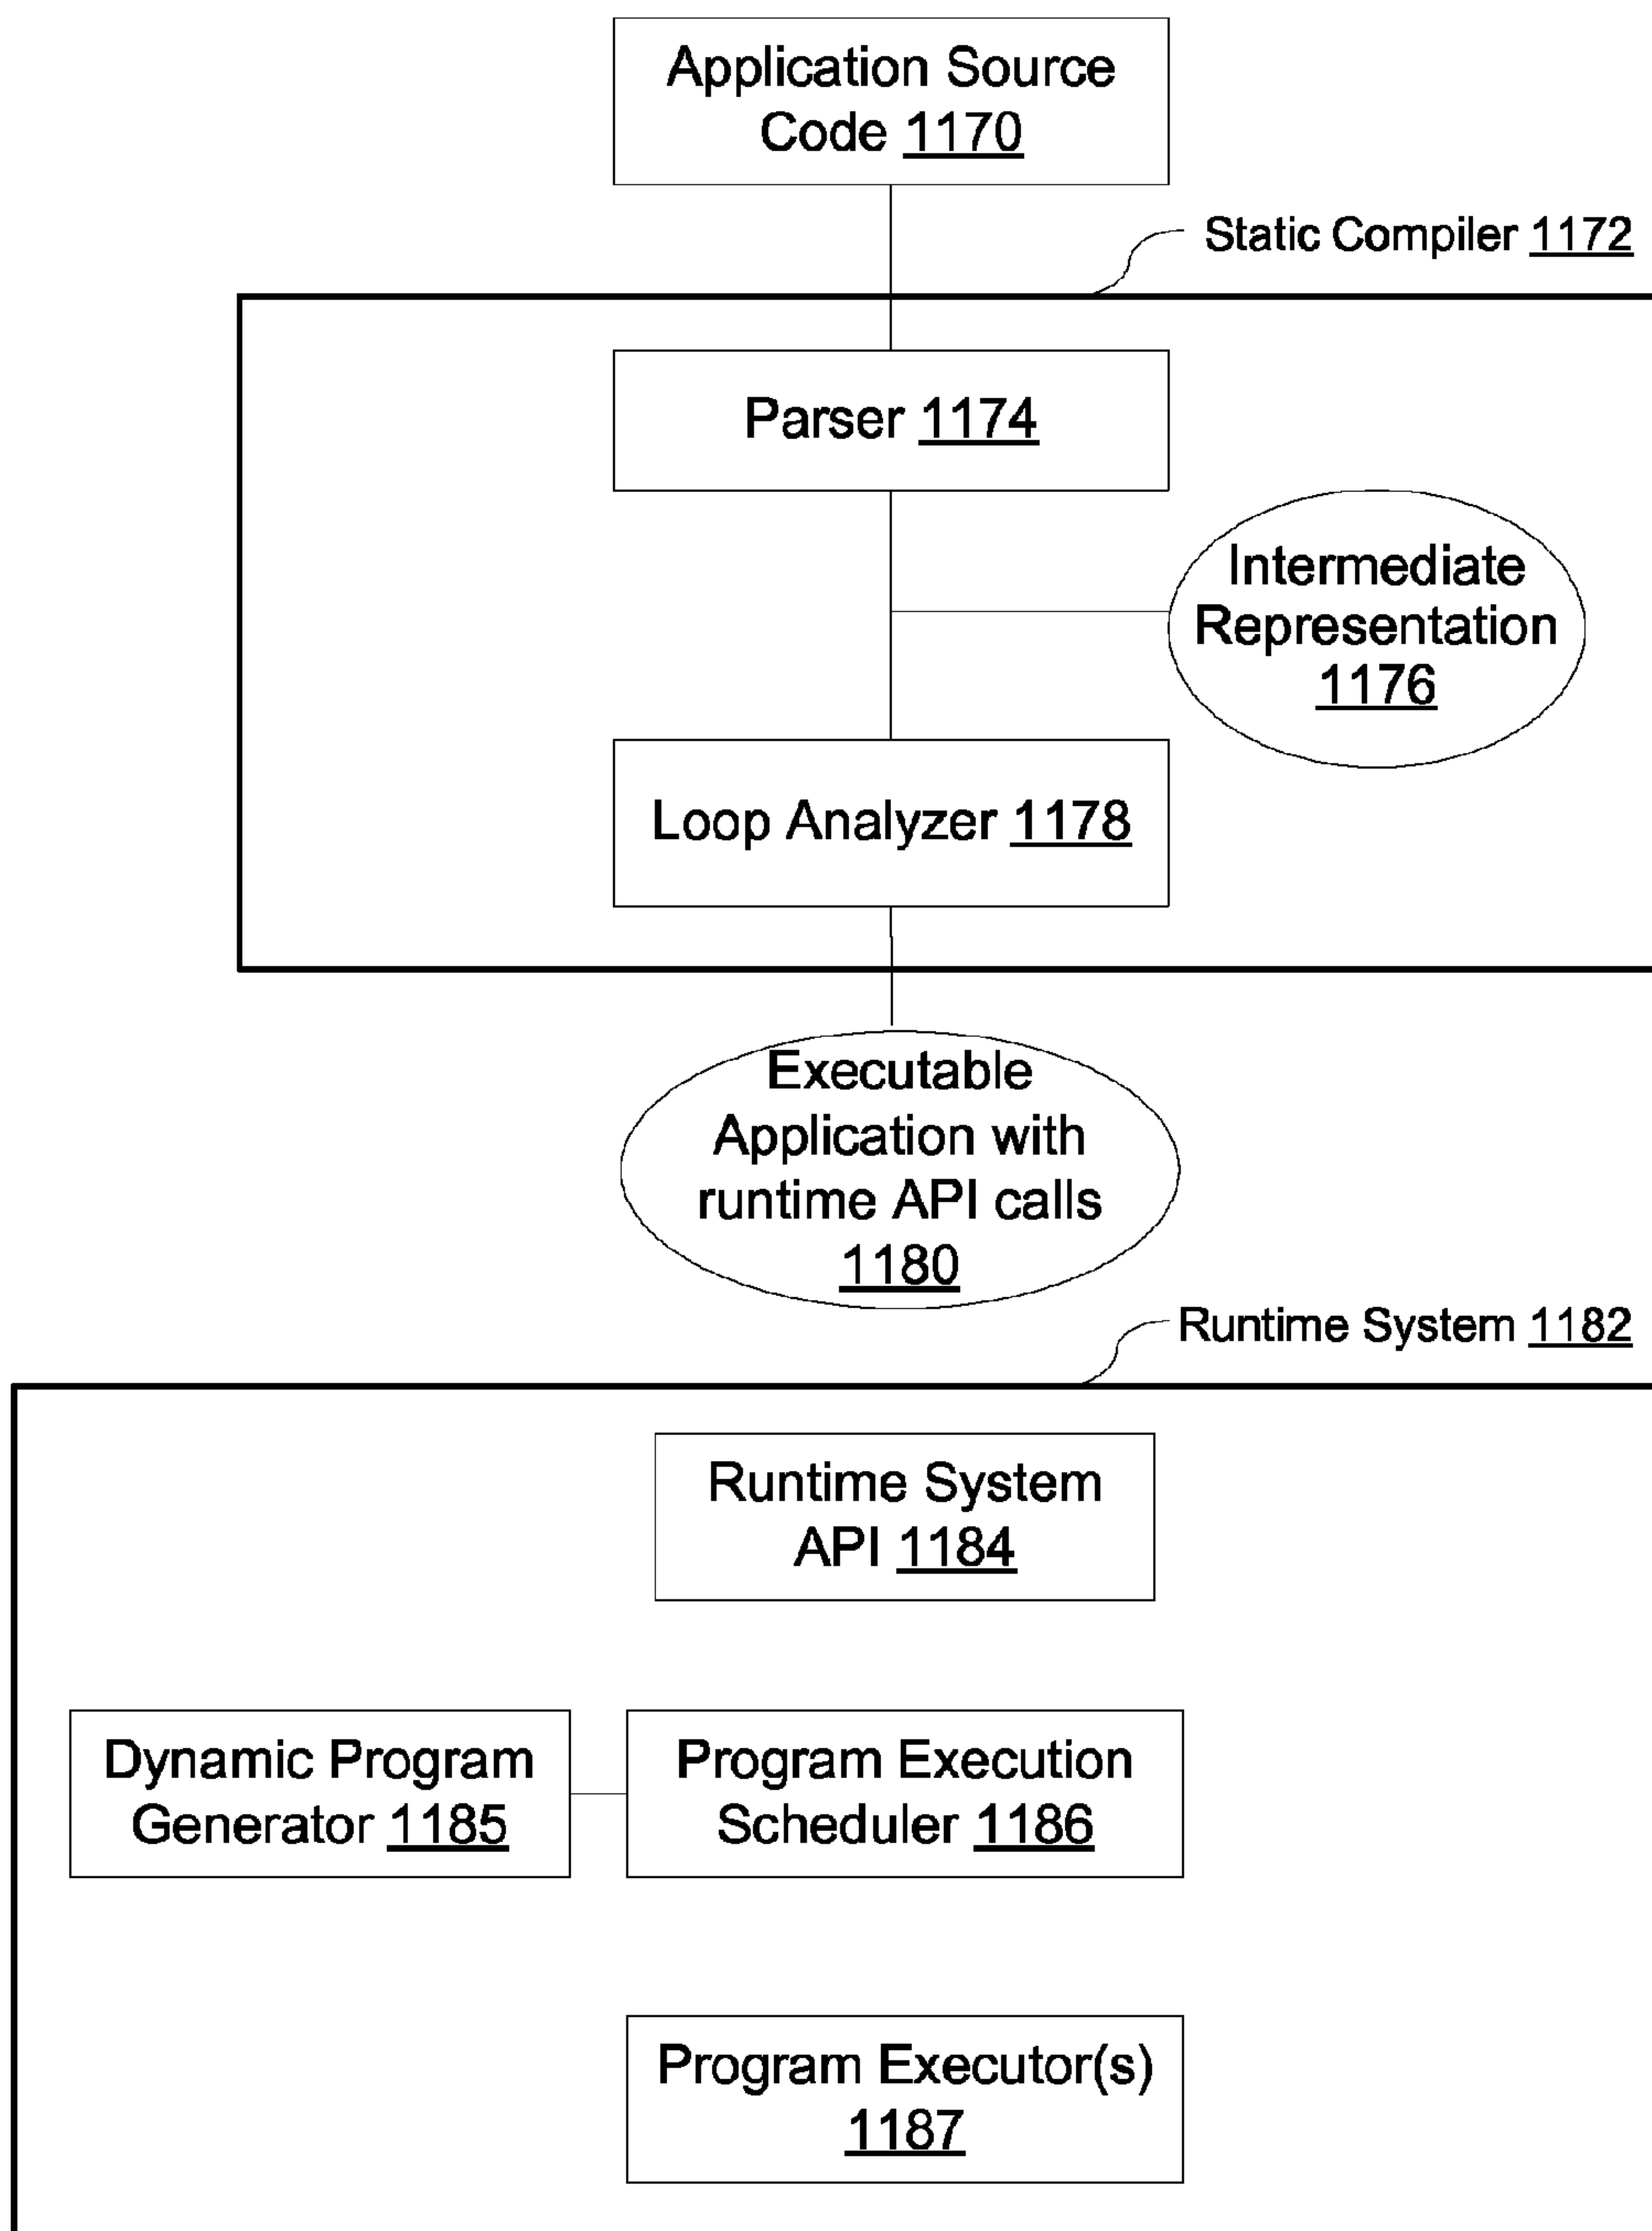 Application Source
Code 1170
Static Compiler 1172
Parser 1174
Intermediate
Representation
1176
Loop Analyzer 1178
Executable
Application with
runtime API calls
1180
Runtime System 1182
Runtime System
API 1184
Dynamic Program
Generator 1185
Program Execution
Scheduler 1186
Program Executor(s)
1187